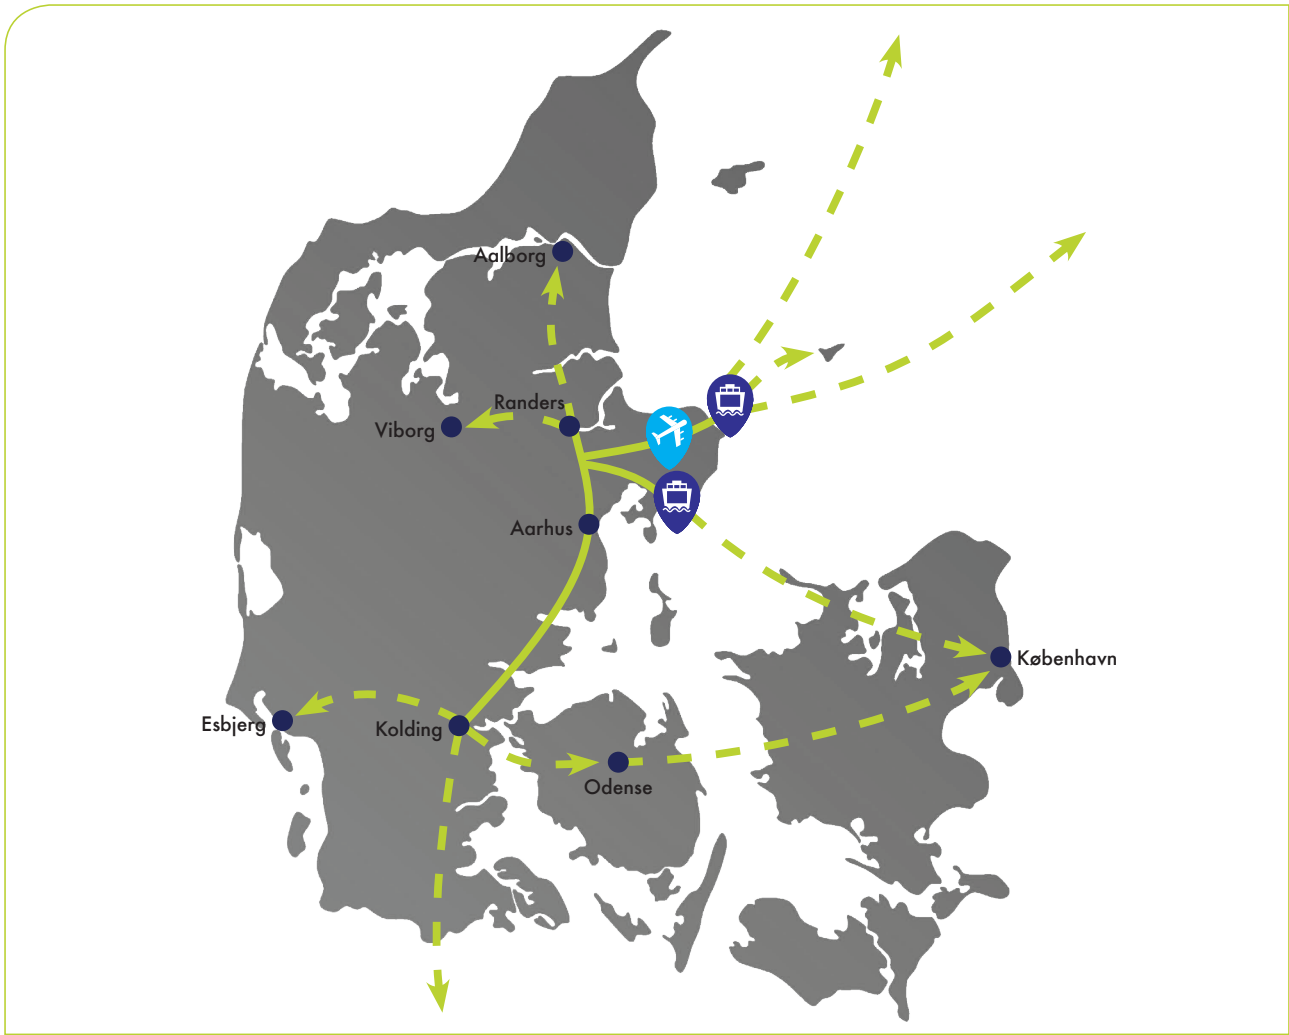 Aalborg
Randers
Viborg
Aarhus
København
Esbjerg
Kolding
Odense